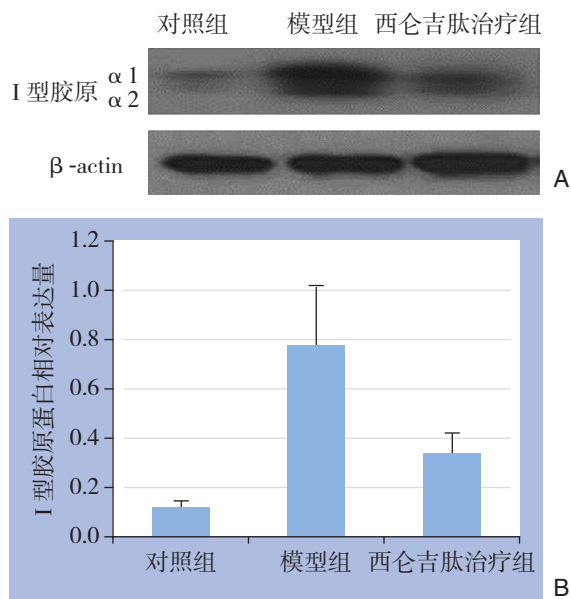 对照组 模型组 西仑吉肽治疗组
I 型胶原 α1
α2
β-actin
A
I 型胶原蛋白相对表达量
1.2
1.0
0.8
0.6
0.4
0.2
0.0
对照组 模型组 西仑吉肽治疗组
B